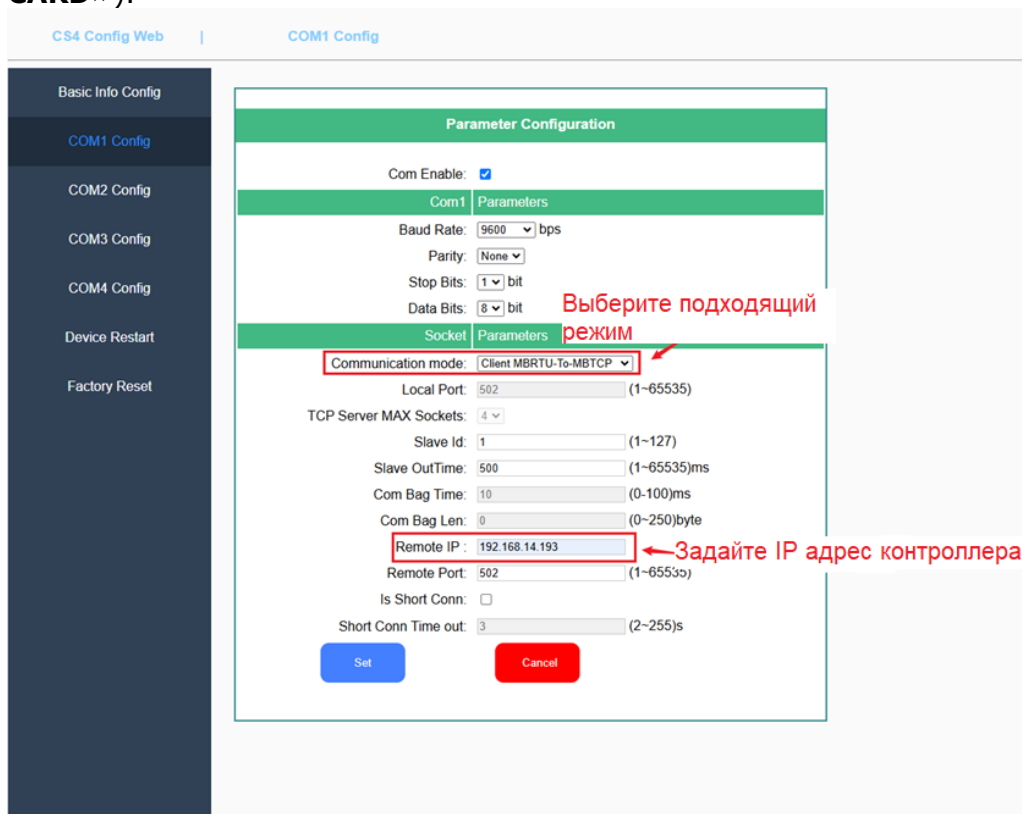 CARD»).
CS4 Config Web | COM1 Config
Basic Info Config
COM1 Config
COM2 Config
COM3 Config
COM4 Config
Device Restart
Factory Reset
Parameter Configuration
Com Enable:
Com1 Parameters
Baud Rate: 9600 bps
Parity: None
Stop Bits: 1 bit
Data Bits: 8 bit
Выберите подходящий
режим
Socket Parameters
Communication mode: Client MBRTU-To-MBTCP
Local Port: 502 (1~65535)
TCP Server MAX Sockets: 4
Slave Id: 1 (1~127)
Slave OutTime: 500 (1~65535)ms
Com Bag Time: 10 (0-100)ms
Com Bag Len: 0 (0~250)byte
Remote IP : 192.168.14.193
Задайте IP адрес контроллера
Remote Port: 502 (1~65535)
Is Short Conn:
Short Conn Time out: 3 (2~255)s
Set Cancel